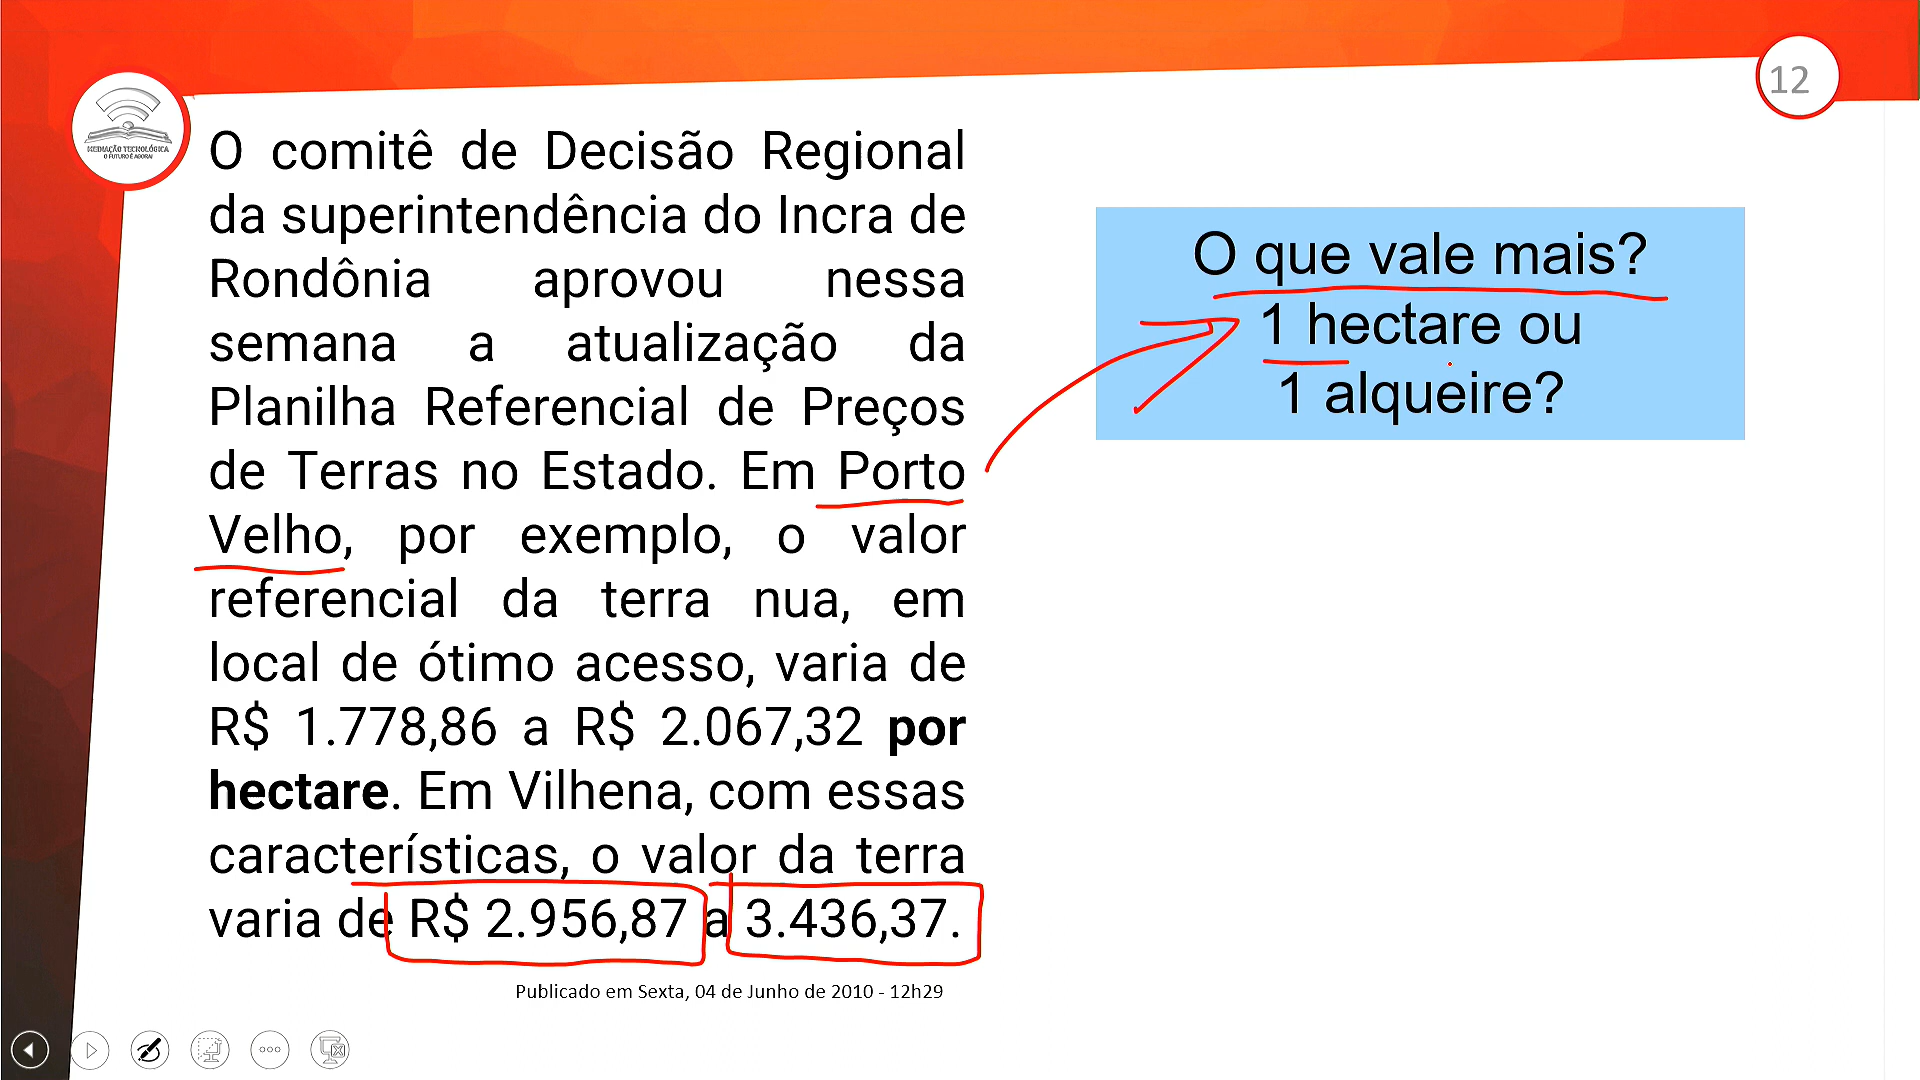 12
MEDIAÇÃO TECNOLÓGICA
O FUTURO É AGORA!
O comitê de Decisão Regional
da superintendência do Incra de
Rondônia aprovou nessa
semana a atualização da
Planilha Referencial de Preços
de Terras no Estado. Em Porto
Velho, por exemplo, o valor
referencial da terra nua, em
local de ótimo acesso, varia de
R$ 1.778,86 a R$ 2.067,32 por
hectare. Em Vilhena, com essas
características, o valor da terra
varia de R$ 2.956,87 a 3.436,37.
Publicado em Sexta, 04 de Junho de 2010 - 12h29
O que vale mais?
1 hectare ou
1 alqueire?